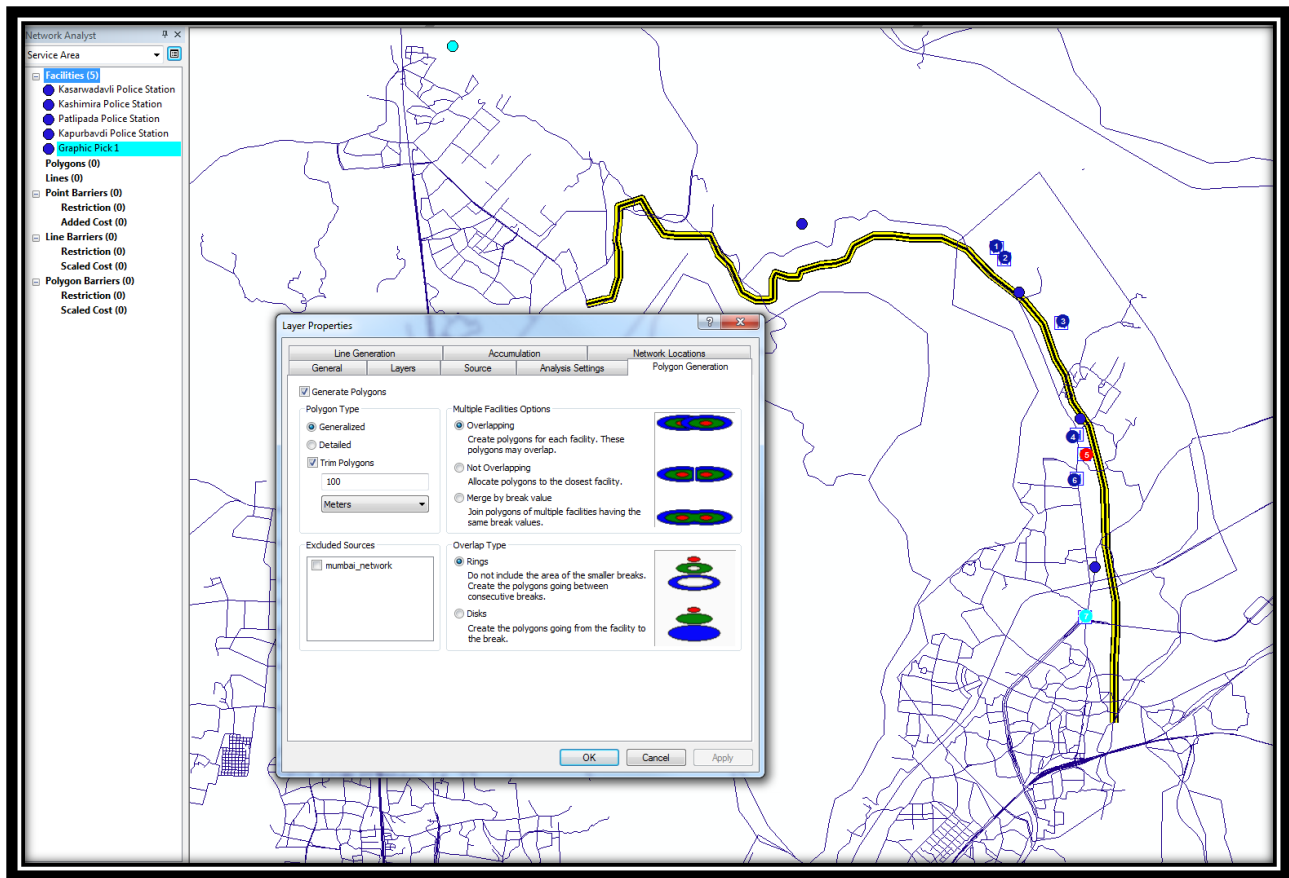 Network Analyst
Service Area
Facilities (5)
Kasarwadavli Police Station
Kashimira Police Station
Patlipada Police Station
Kapurbavdi Police Station
Graphic Pick 1
Polygons (0)
Lines (0)
Point Barriers (0)
Restriction (0)
Added Cost (0)
Line Barriers (0)
Restriction (0)
Scaled Cost (0)
Polygon Barriers (0)
Restriction (0)
Scaled Cost (0)
1
2
3
4
5
6
7
Layer Properties
Line Generation
Accumulation
Network Locations
General
Layers
Source
Analysis Settings
Polygon Generation
Generate Polygons
Polygon Type
Generalized
Detailed
Trim Polygons
100
Meters
Multiple Facilities Options
Overlapping
Create polygons for each facility. These
polygons may overlap.
Not Overlapping
Allocate polygons to the closest facility.
Merge by break value
Join polygons of multiple facilities having the
same break values.
Excluded Sources
mumbai_network
Overlap Type
Rings
Do not include the area of the smaller breaks.
Create the polygons going between
consecutive breaks.
Disks
Create the polygons going from the facility to
the break.
OK
Cancel
Apply